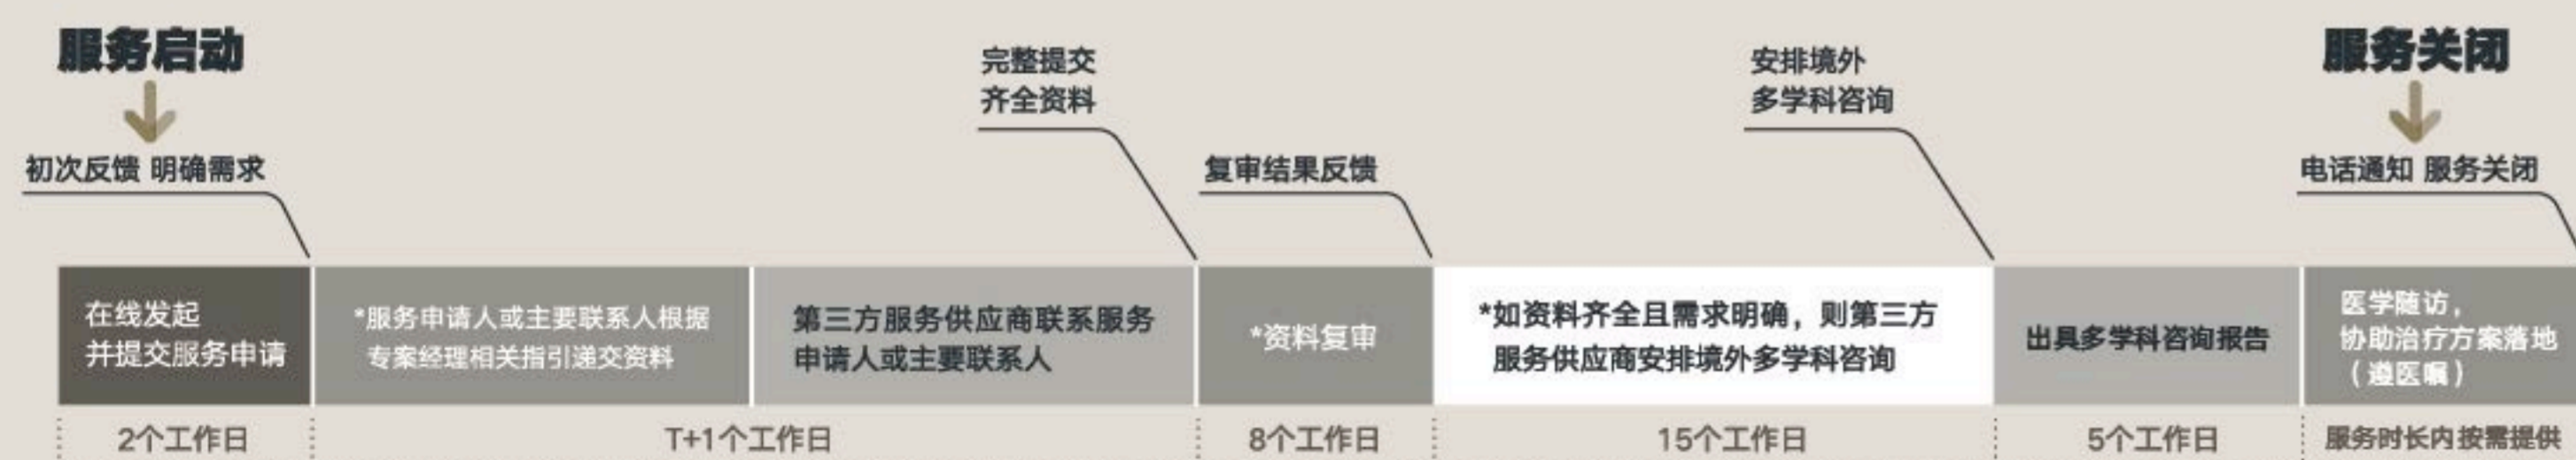 服务启动
初次反馈 明确需求
完整提交
齐全资料
复审结果反馈
安排境外
多学科咨询
服务关闭
电话通知 服务关闭
在线发起
并提交服务申请
*服务申请人或主要联系人根据
专案经理相关指引递交资料
第三方服务供应商联系服务
申请人或主要联系人
*资料复审
*如资料齐全且需求明确，则第三方
服务供应商安排境外多学科咨询
出具多学科咨询报告
医学随访，
协助治疗方案落地
（遵医嘱）
2个工作日
T+1个工作日
8个工作日
15个工作日
5个工作日
服务时长内按需提供